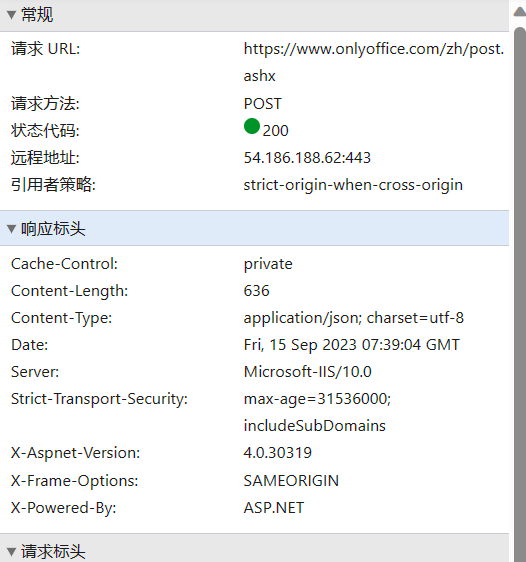 常规
请求 URL: https://www.onlyoffice.com/zh/post.
ashx
请求方法: POST
状态代码: 200
远程地址: 54.186.188.62:443
引用者策略: strict-origin-when-cross-origin
响应标头
Cache-Control: private
Content-Length: 636
Content-Type: application/json; charset=utf-8
Date: Fri, 15 Sep 2023 07:39:04 GMT
Server: Microsoft-IIS/10.0
Strict-Transport-Security: max-age=31536000;
includeSubDomains
X-Aspnet-Version: 4.0.30319
X-Frame-Options: SAMEORIGIN
X-Powered-By: ASP.NET
请求标头